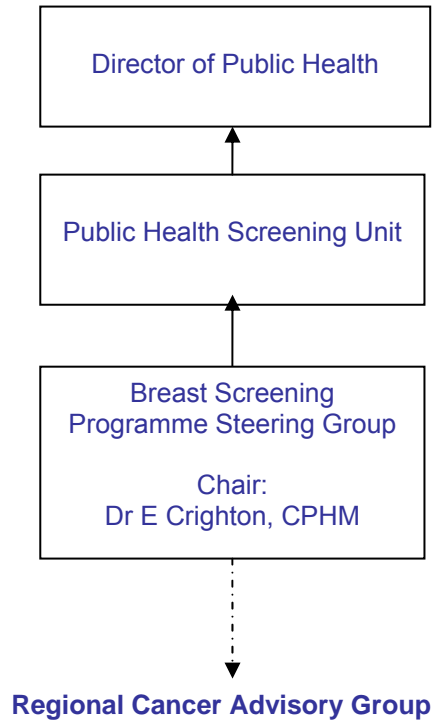 Director of Public Health
Public Health Screening Unit
Breast Screening
Programme Steering Group
Chair:
Dr E Crighton, CPHM
Regional Cancer Advisory Group